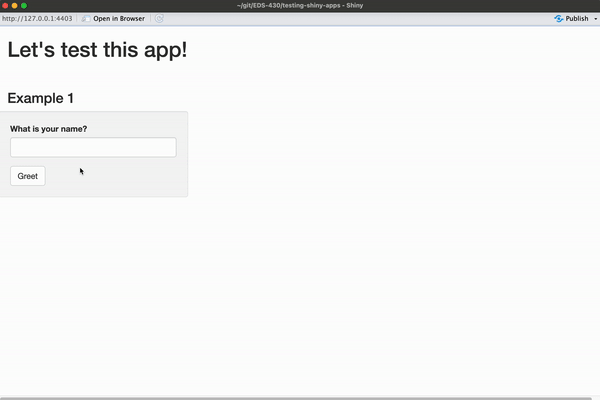 ~/git/EDS-430/testing-shiny-apps - Shiny
http://127.0.0.1:4403 Open in Browser Publish
Let's test this app!
Example 1
What is your name?
Greet